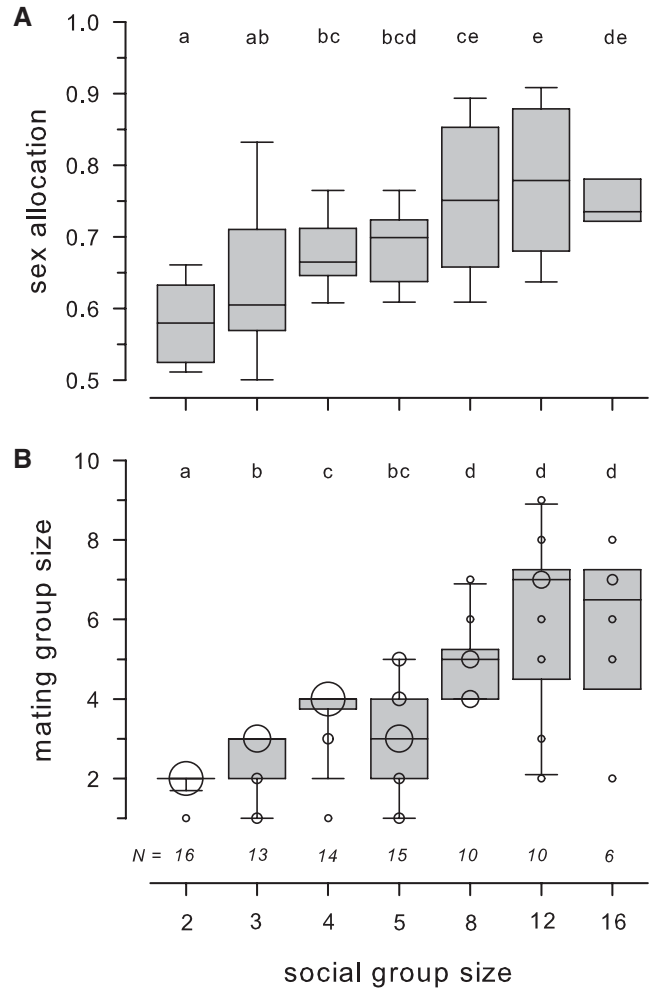 A
1.0
a ab bc bcd ce e de
0.9
0.8
0.7
0.6
0.5
sex allocation
B
10
a b c bc d d d
8
6
4
2
mating group size
N = 16 13 14 15 10 10 6
2 3 4 5 8 12 16
social group size